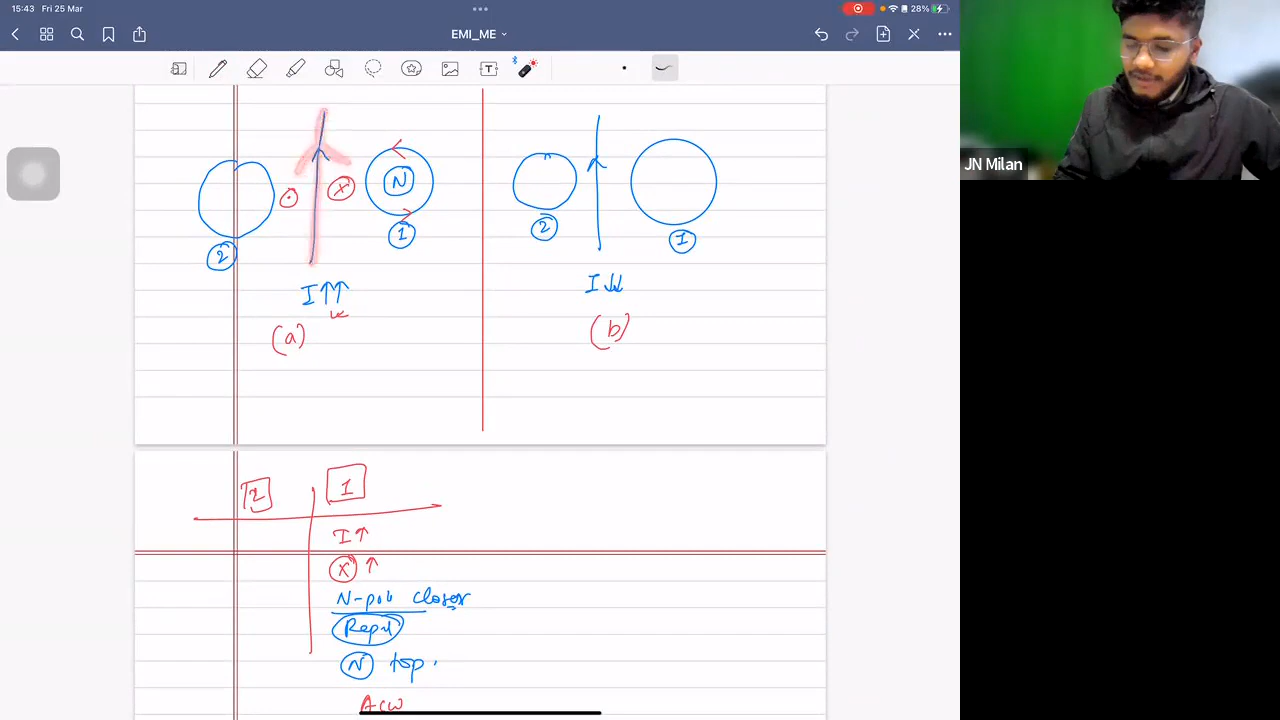 15:43 Fri 25 Mar
28%
EMI_ME
T
JN Milan
N
1
2
I↑↑
(a)
2
1
I↓↓
(b)
2 1
I↑
X ↑
N-pole closer
Repul
N top
ACW